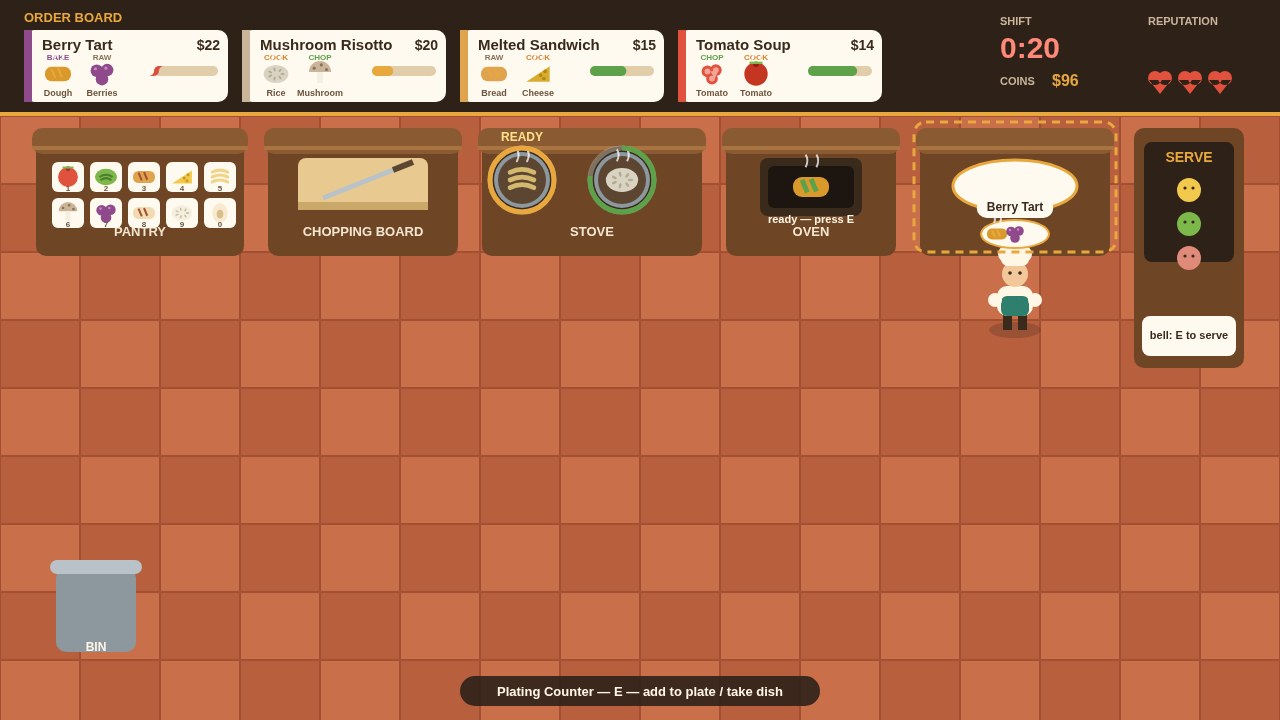 ORDER BOARD
Berry Tart $22
BAKE RAW
Dough Berries
Mushroom Risotto $20
COOK CHOP
Rice Mushroom
Melted Sandwich $15
RAW COOK
Bread Cheese
Tomato Soup $14
CHOP COOK
Tomato Tomato
SHIFT
0:20
COINS $96
REPUTATION
1 2 3 4 5
6 7 8 9 0
PANTRY
CHOPPING BOARD
READY
STOVE
ready — press E
OVEN
Berry Tart
SERVE
bell: E to serve
BIN
Plating Counter — E — add to plate / take dish